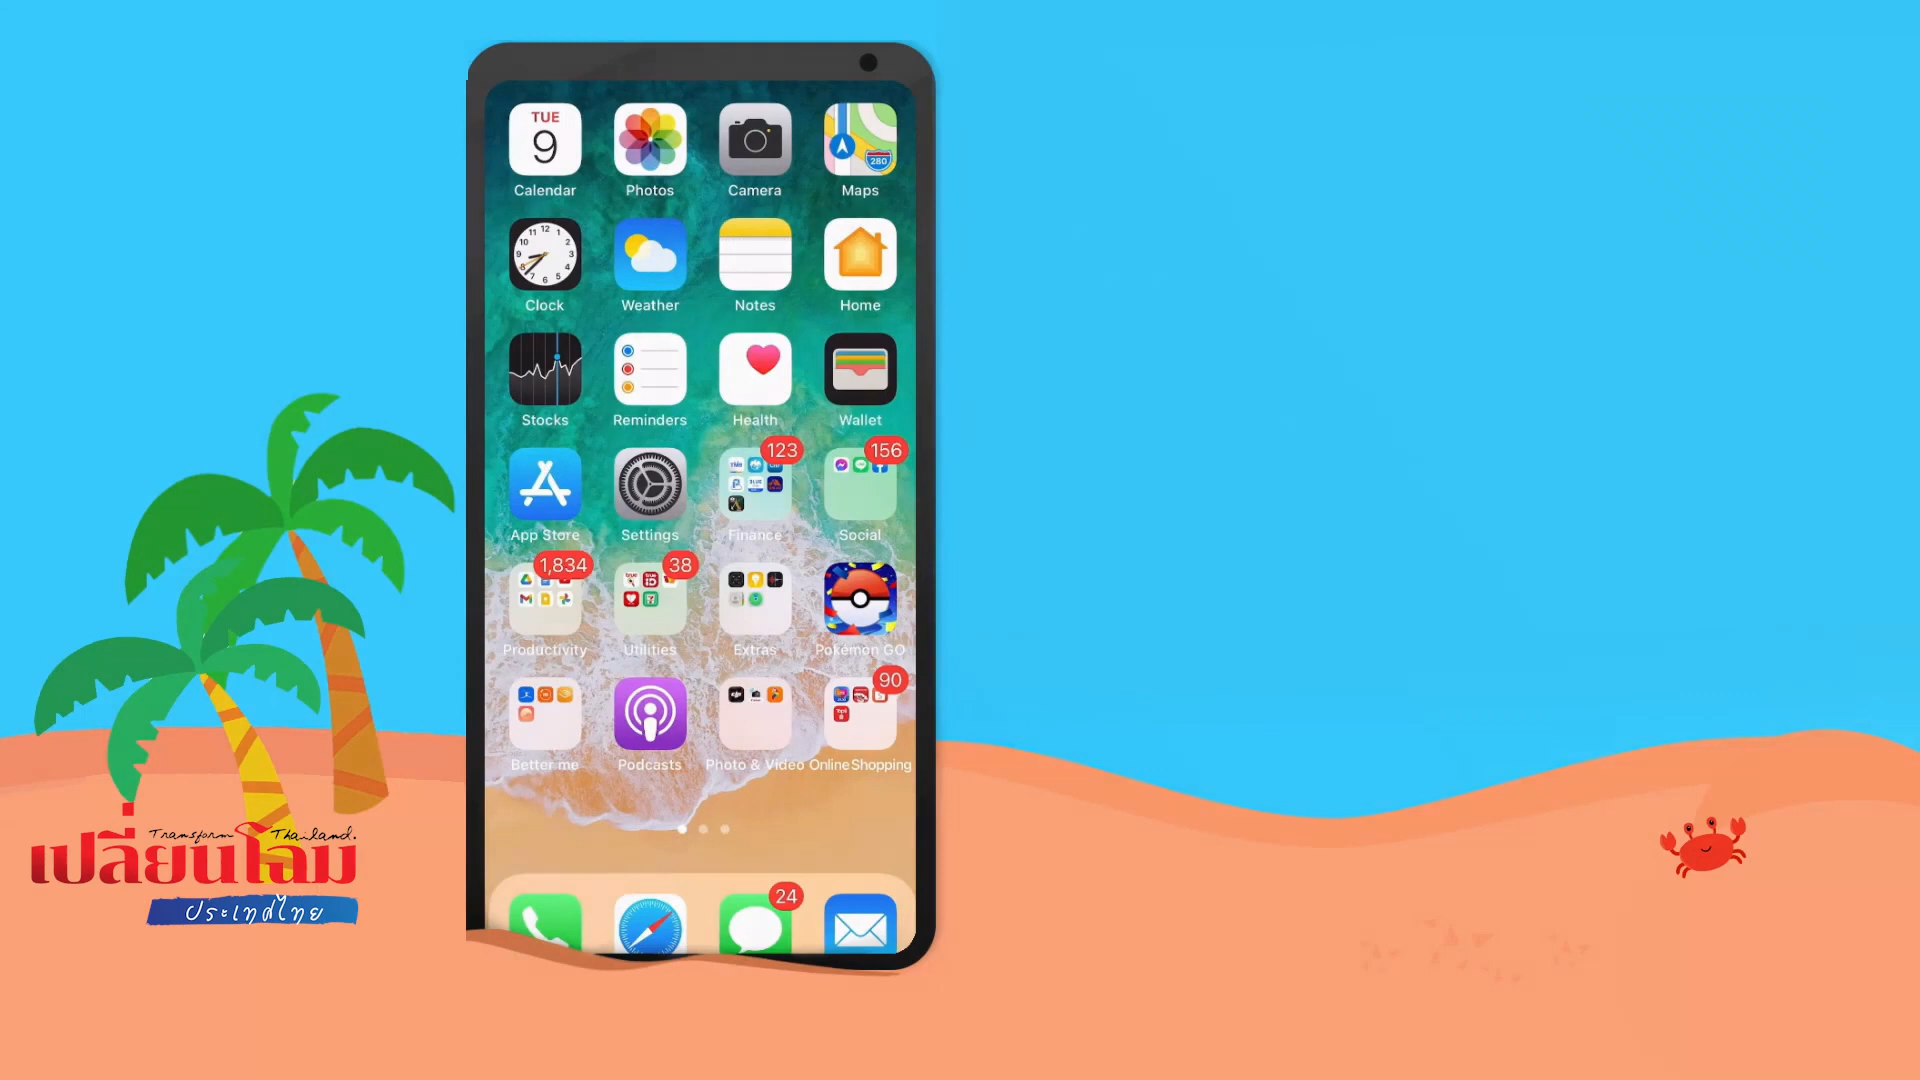 TUE
9
Calendar
Photos
Camera
280
Maps
Clock
Weather
Notes
Home
Stocks
Reminders
Health
Wallet
App Store
Settings
123
Finance
156
Social
1,834
Productivity
38
Utilities
Extras
Pokémon GO
Better me
Podcasts
Photo & Video
90
OnlineShopping
24
Transform Thailand.
เปลี่ยนโฉม
ประเทศไทย